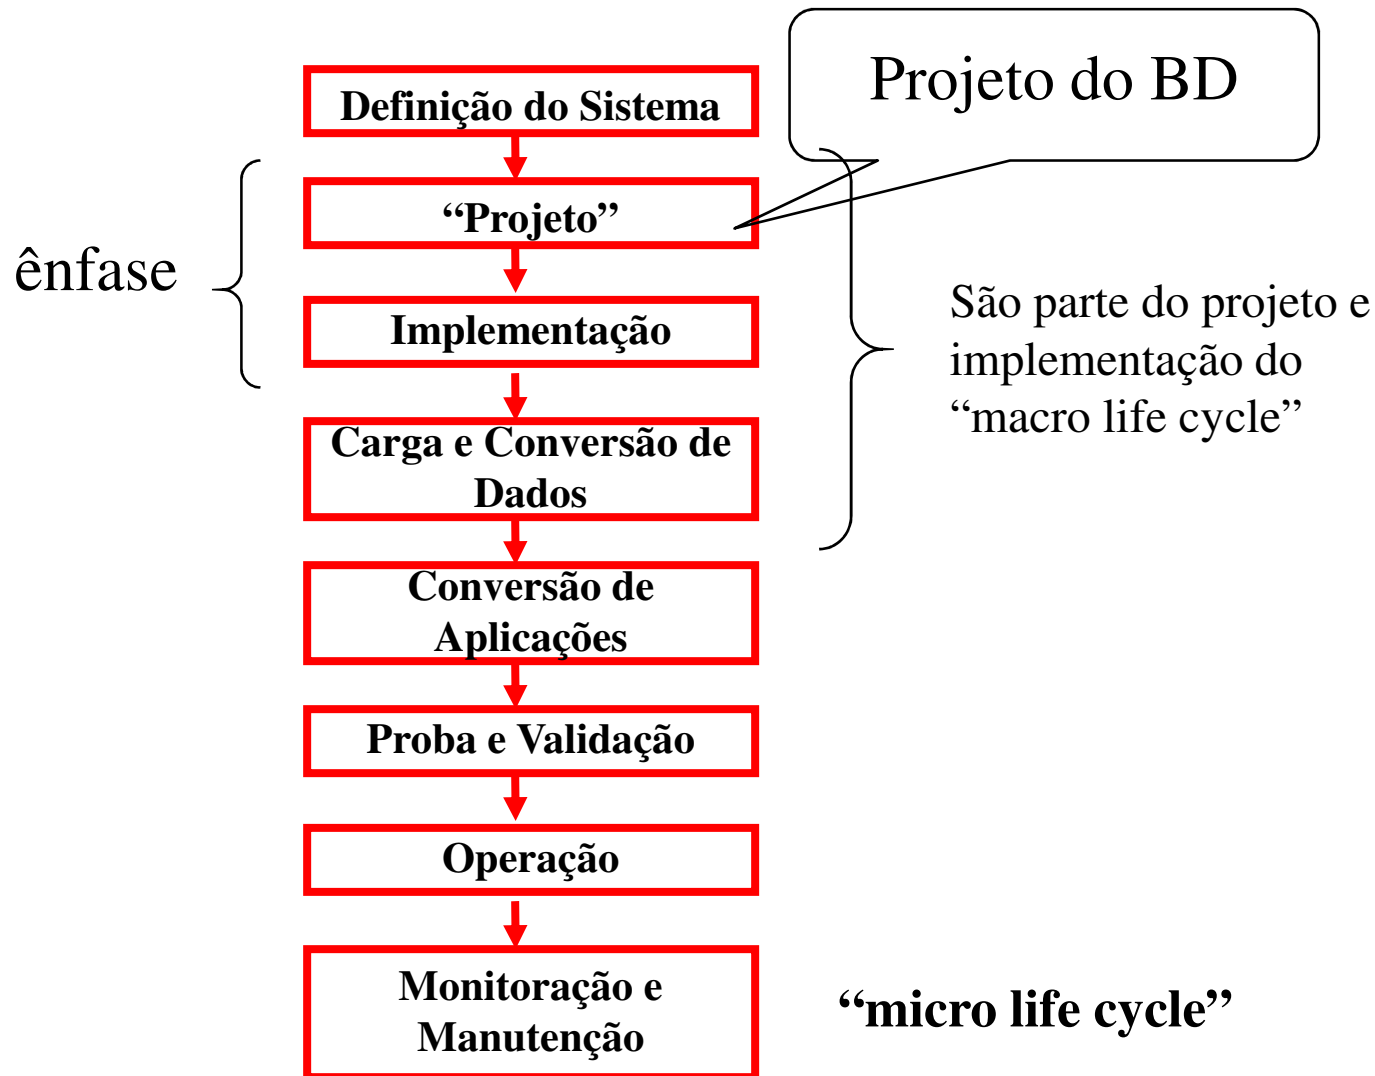 Projeto do BD
Definição do Sistema
“Projeto”
ênfase
Implementação
São parte do projeto e
implementação do
“macro life cycle”
Carga e Conversão de
Dados
Conversão de
Aplicações
Proba e Validação
Operação
Monitoração e
Manutenção
“micro life cycle”